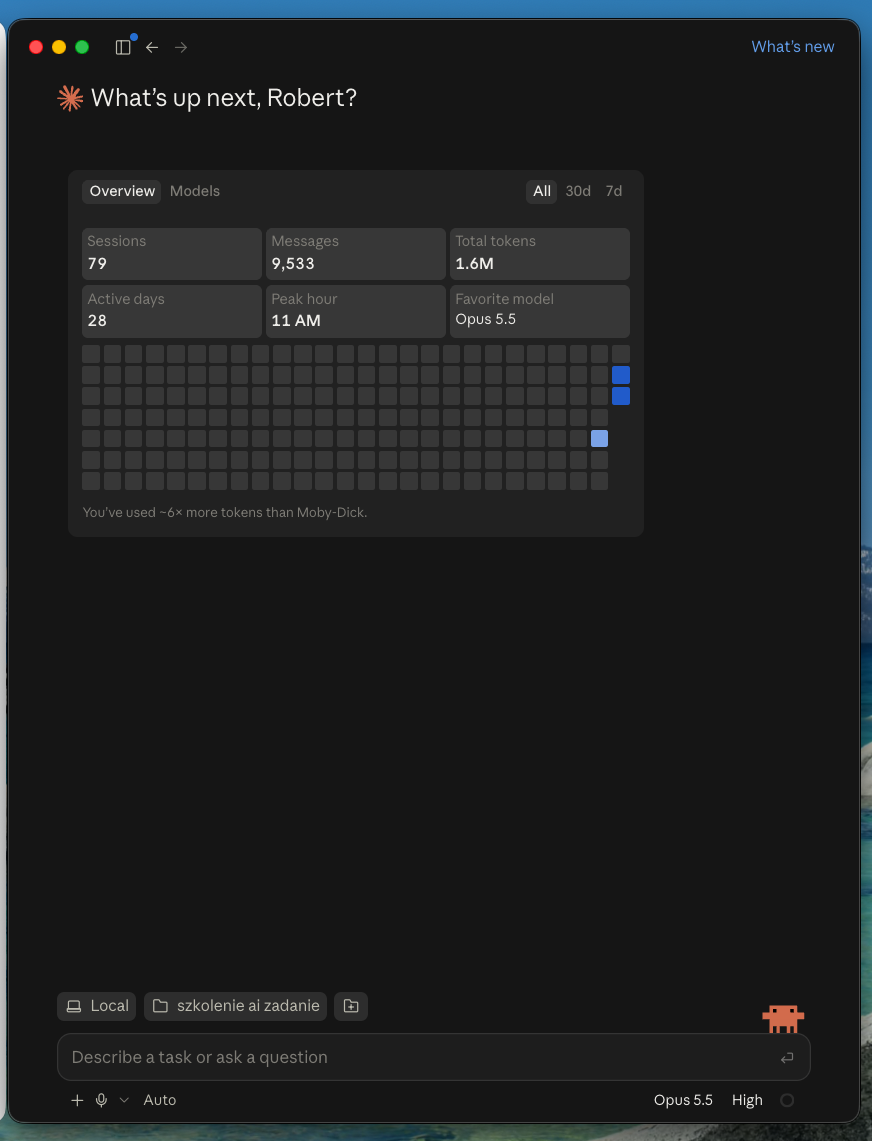 What's new
What's up next, Robert?
Overview Models All 30d 7d
Sessions Messages Total tokens
79 9,533 1.6M
Active days Peak hour Favorite model
28 11 AM Opus 5.5
You've used ~6× more tokens than Moby-Dick.
Local szkolenie ai zadanie
Describe a task or ask a question
Auto Opus 5.5 High